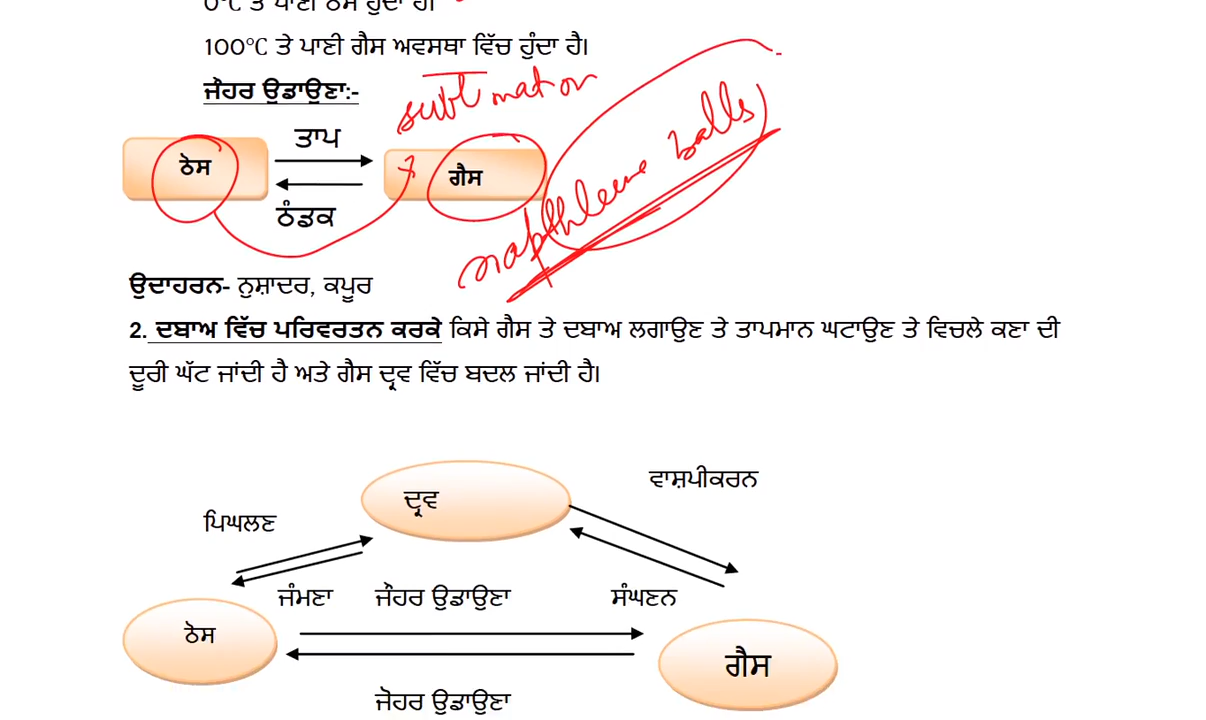 0°C ਤੇ ਪਾਣੀ ਠੋਸ ਹੁੰਦਾ ਹੈ।
100°C ਤੇ ਪਾਣੀ ਗੈਸ ਅਵਸਥਾ ਵਿੱਚ ਹੁੰਦਾ ਹੈ।
ਜੌਹਰ ਉਡਾਉਣਾ:-
sublimation
ਤਾਪ
ਠੋਸ
ਗੈਸ
ਠੰਡਕ
napthlene balls
ਉਦਾਹਰਨ- ਨੁਸ਼ਾਦਰ, ਕਪੂਰ
2. ਦਬਾਅ ਵਿੱਚ ਪਰਿਵਰਤਨ ਕਰਕੇ ਕਿਸੇ ਗੈਸ ਤੇ ਦਬਾਅ ਲਗਾਉਣ ਤੇ ਤਾਪਮਾਨ ਘਟਾਉਣ ਤੇ ਵਿਚਲੇ ਕਣਾ ਦੀ
ਦੂਰੀ ਘੱਟ ਜਾਂਦੀ ਹੈ ਅਤੇ ਗੈਸ ਦ੍ਰਵ ਵਿੱਚ ਬਦਲ ਜਾਂਦੀ ਹੈ।
ਦ੍ਰਵ
ਵਾਸ਼ਪੀਕਰਨ
ਪਿਘਲਣ
ਜੰਮਣਾ
ਜੌਹਰ ਉਡਾਉਣਾ
ਸੰਘਣਨ
ਠੋਸ
ਗੈਸ
ਜੋਹਰ ਉਡਾਉਣਾ